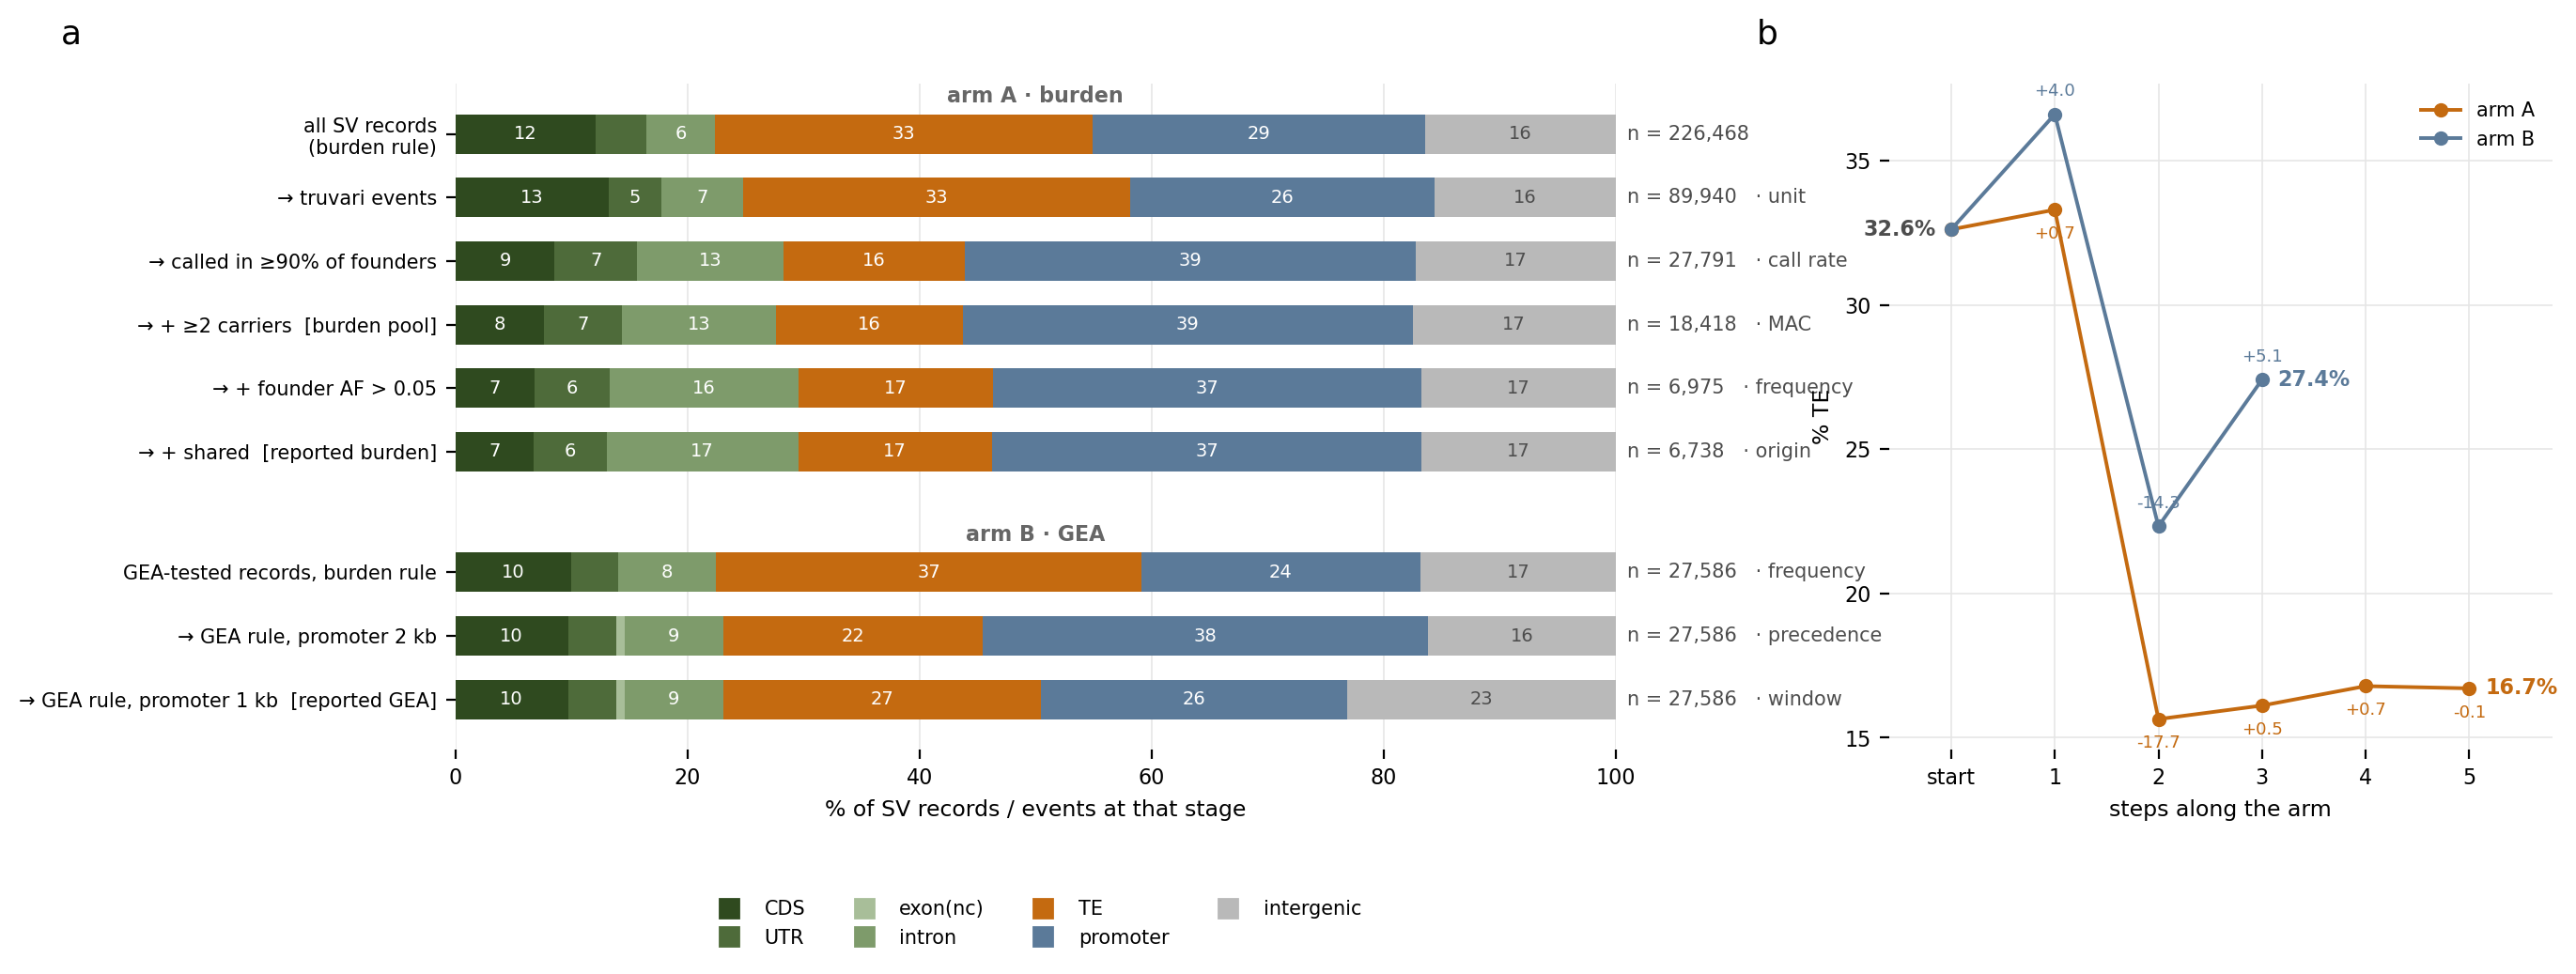 a
arm A · burden
all SV records
(burden rule)
12 6 33 29 16
n = 226,468
→ truvari events
13 5 7 33 26 16
n = 89,940 · unit
→ called in ≥90% of founders
9 7 13 16 39 17
n = 27,791 · call rate
→ + ≥2 carriers [burden pool]
8 7 13 16 39 17
n = 18,418 · MAC
→ + founder AF > 0.05
7 6 16 17 37 17
n = 6,975 · frequency
→ + shared [reported burden]
7 6 17 17 37 17
n = 6,738 · origin
arm B · GEA
GEA-tested records, burden rule
10 8 37 24 17
n = 27,586 · frequency
→ GEA rule, promoter 2 kb
10 9 22 38 16
n = 27,586 · precedence
→ GEA rule, promoter 1 kb [reported GEA]
10 9 27 26 23
n = 27,586 · window
0 20 40 60 80 100
% of SV records / events at that stage
CDS exon(nc) TE intergenic
UTR intron promoter
b
arm A
arm B
% TE
35
30
25
20
15
+4.0
32.6%
+0.7
+5.1
27.4%
-14.3
16.7%
+0.7
-0.1
+0.5
-17.7
start 1 2 3 4 5
steps along the arm